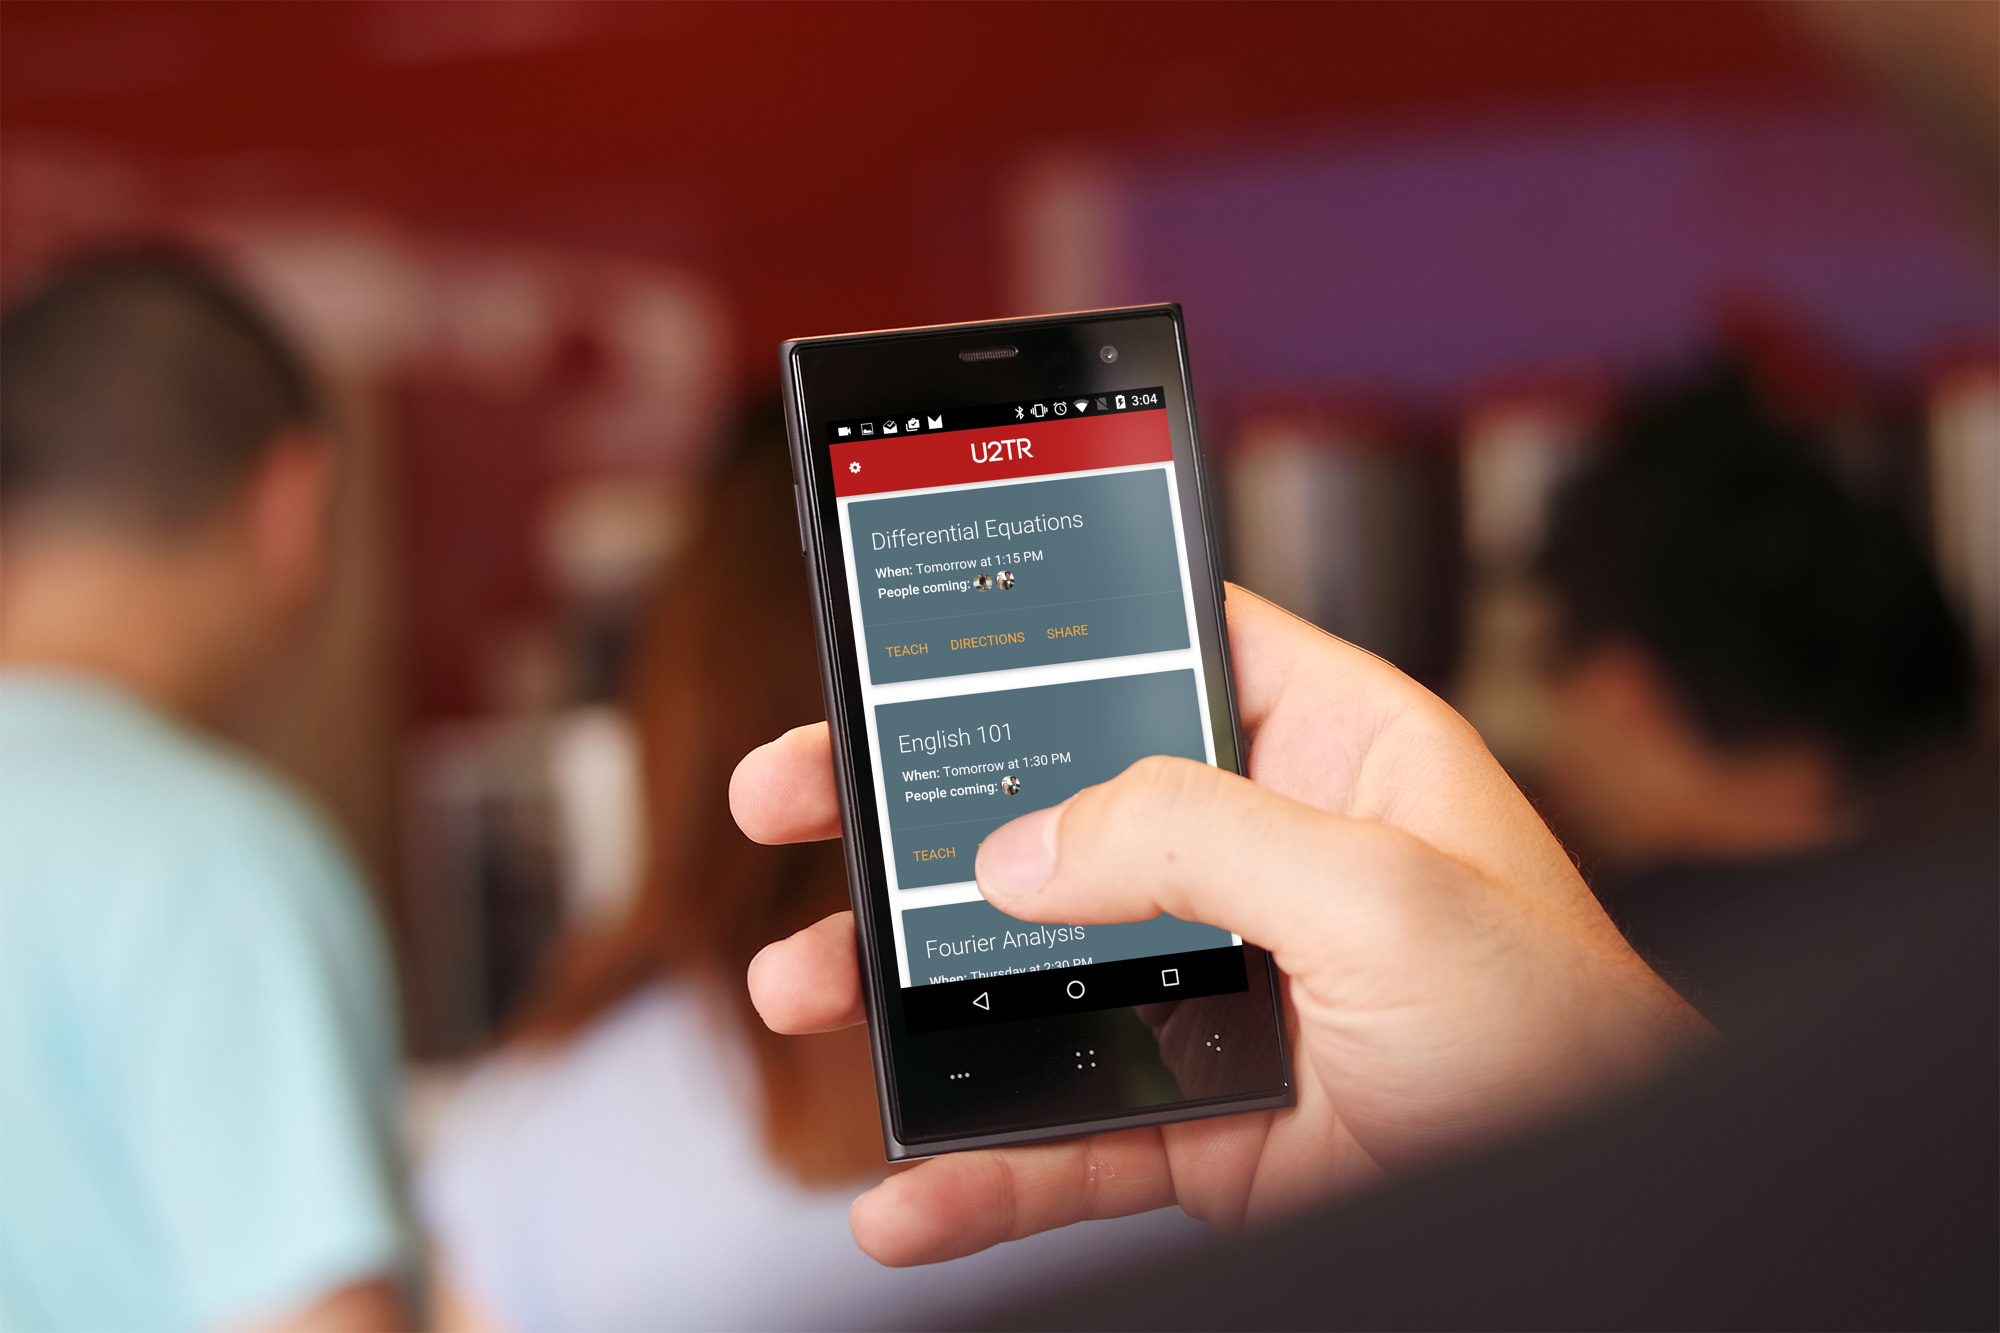 3:04
U2TR
Differential Equations
When: Tomorrow at 1:15 PM
People coming:
TEACH DIRECTIONS SHARE
English 101
When: Tomorrow at 1:30 PM
People coming:
TEACH
Fourier Analysis
When: Thursday at 2:30 PM